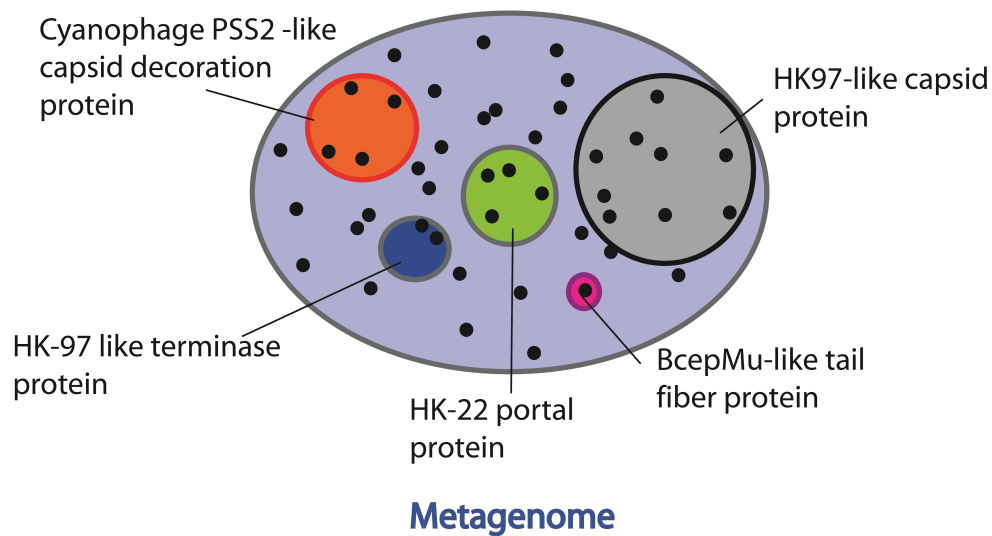 Cyanophage PSS2 -like
capsid decoration
protein
HK97-like capsid
protein
HK-97 like terminase
protein
BcepMu-like tail
fiber protein
HK-22 portal
protein
Metagenome